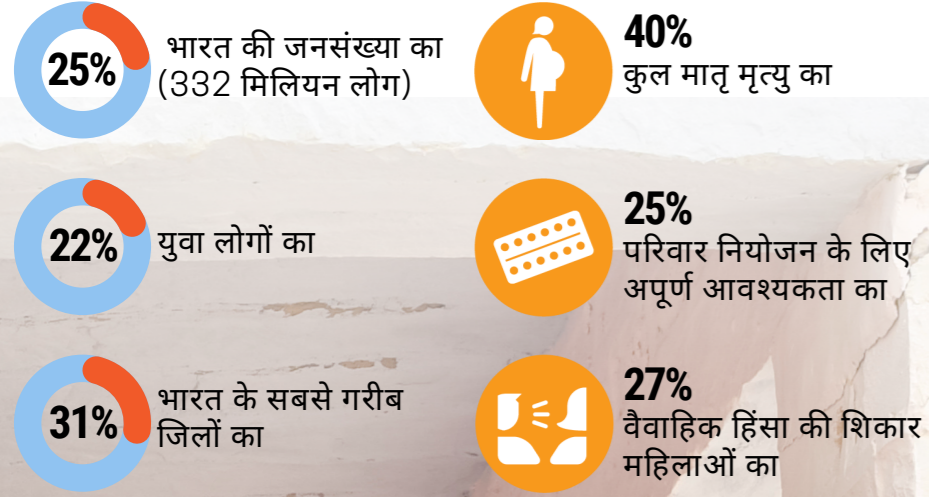 25%
भारत की जनसंख्या का
(332 मिलियन लोग)
40%
कुल मातृ मृत्यु का
22%
युवा लोगों का
25%
परिवार नियोजन के लिए
अपूर्ण आवश्यकता का
31%
भारत के सबसे गरीब
जिलों का
27%
वैवाहिक हिंसा की शिकार
महिलाओं का